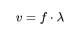 v = f · λ